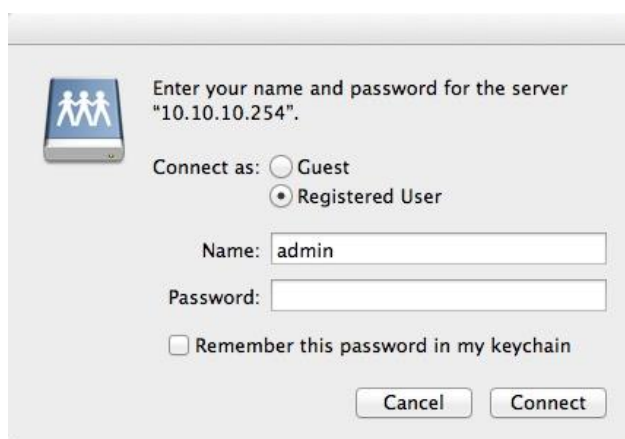 Enter your name and password for the server
"10.10.10.254".
Connect as: Guest
Registered User
Name: admin
Password:
Remember this password in my keychain
Cancel Connect